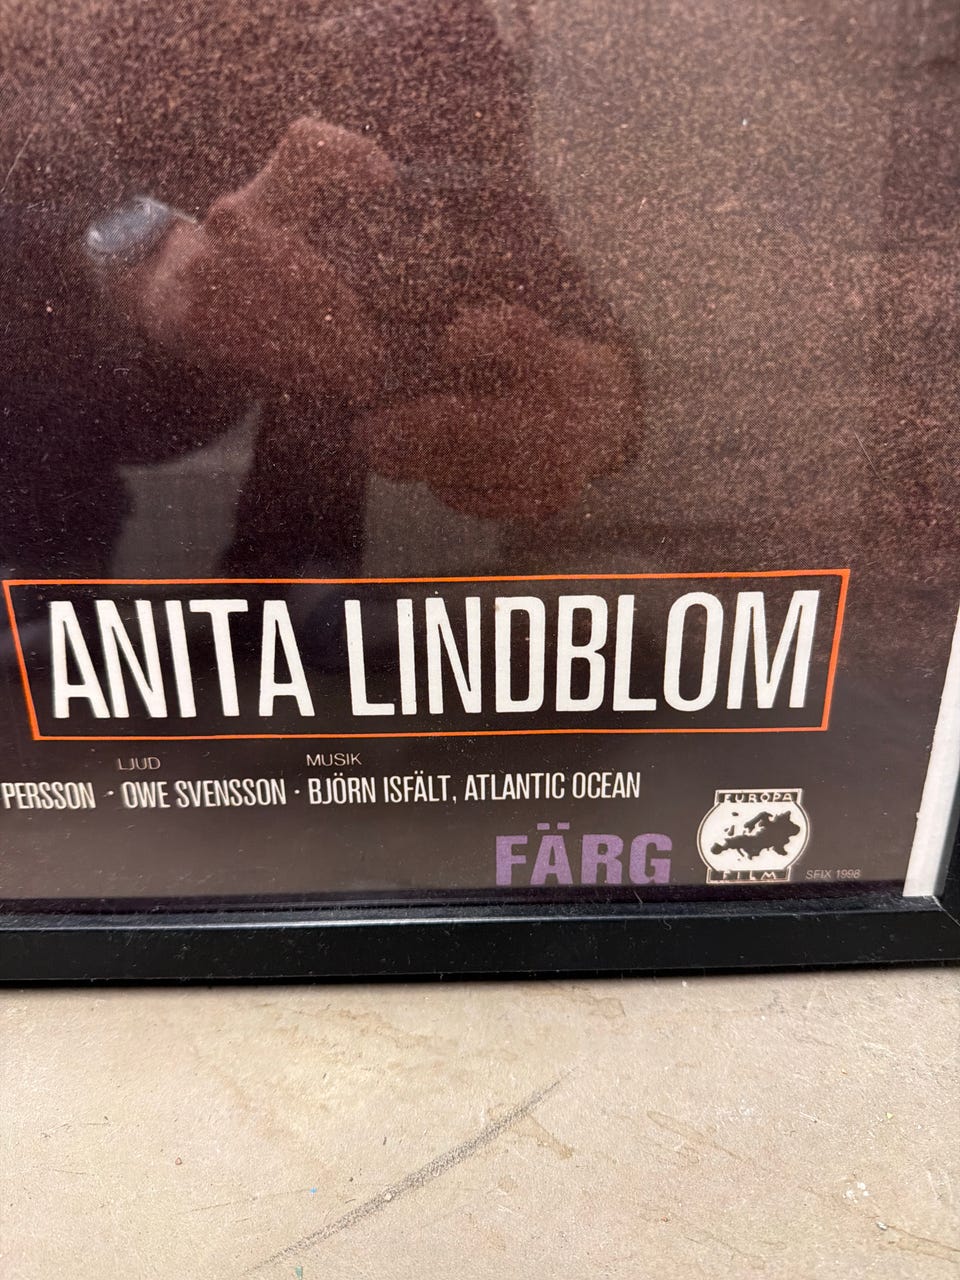 ANITA LINDBLOM
LJUD MUSIK
PERSSON · OWE SVENSSON · BJÖRN ISFÄLT, ATLANTIC OCEAN
FÄRG
EUROPA
FILM
SFIX 1998